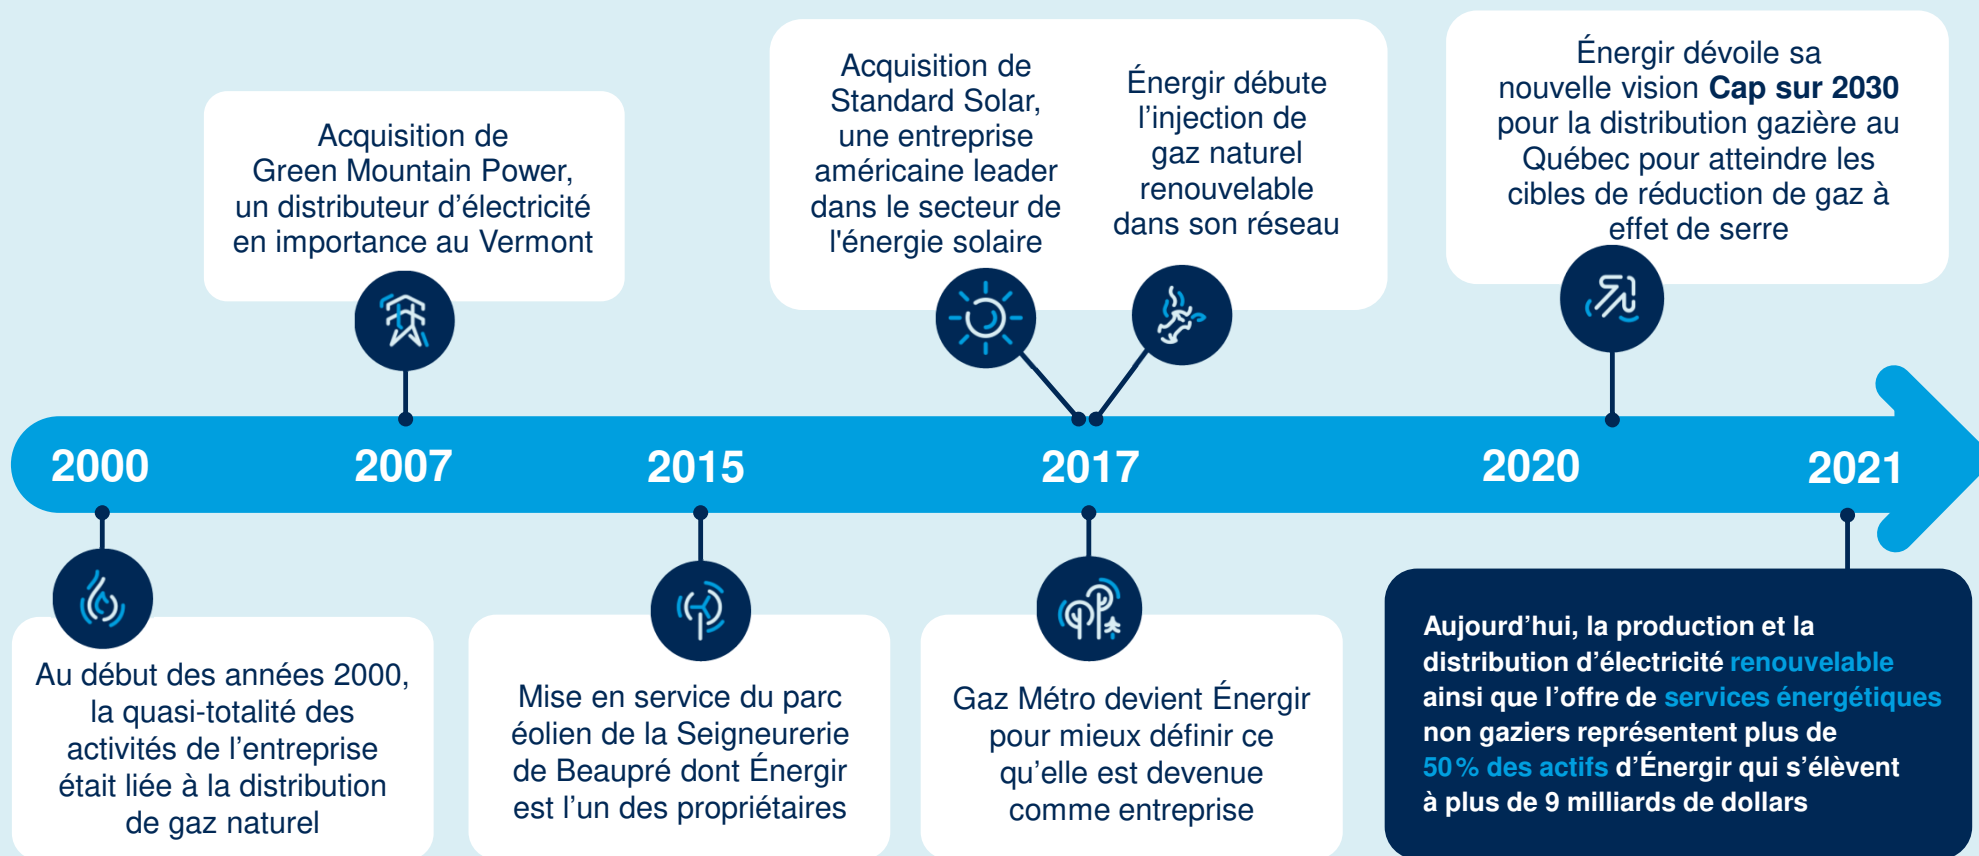 Acquisition de
Green Mountain Power,
un distributeur d’électricité
en importance au Vermont
Acquisition de
Standard Solar,
une entreprise
américaine leader
dans le secteur de
l'énergie solaire
Énergir débute
l’injection de
gaz naturel
renouvelable
dans son réseau
Énergir dévoile sa
nouvelle vision Cap sur 2030
pour la distribution gazière au
Québec pour atteindre les
cibles de réduction de gaz à
effet de serre
2000
2007
2015
2017
2020
2021
Au début des années 2000,
la quasi-totalité des
activités de l’entreprise
était liée à la distribution
de gaz naturel
Mise en service du parc
éolien de la Seigneurerie
de Beaupré dont Énergir
est l’un des propriétaires
Gaz Métro devient Énergir
pour mieux définir ce
qu’elle est devenue
comme entreprise
Aujourd’hui, la production et la
distribution d’électricité renouvelable
ainsi que l’offre de services énergétiques
non gaziers représentent plus de
50 % des actifs d’Énergir qui s’élèvent
à plus de 9 milliards de dollars